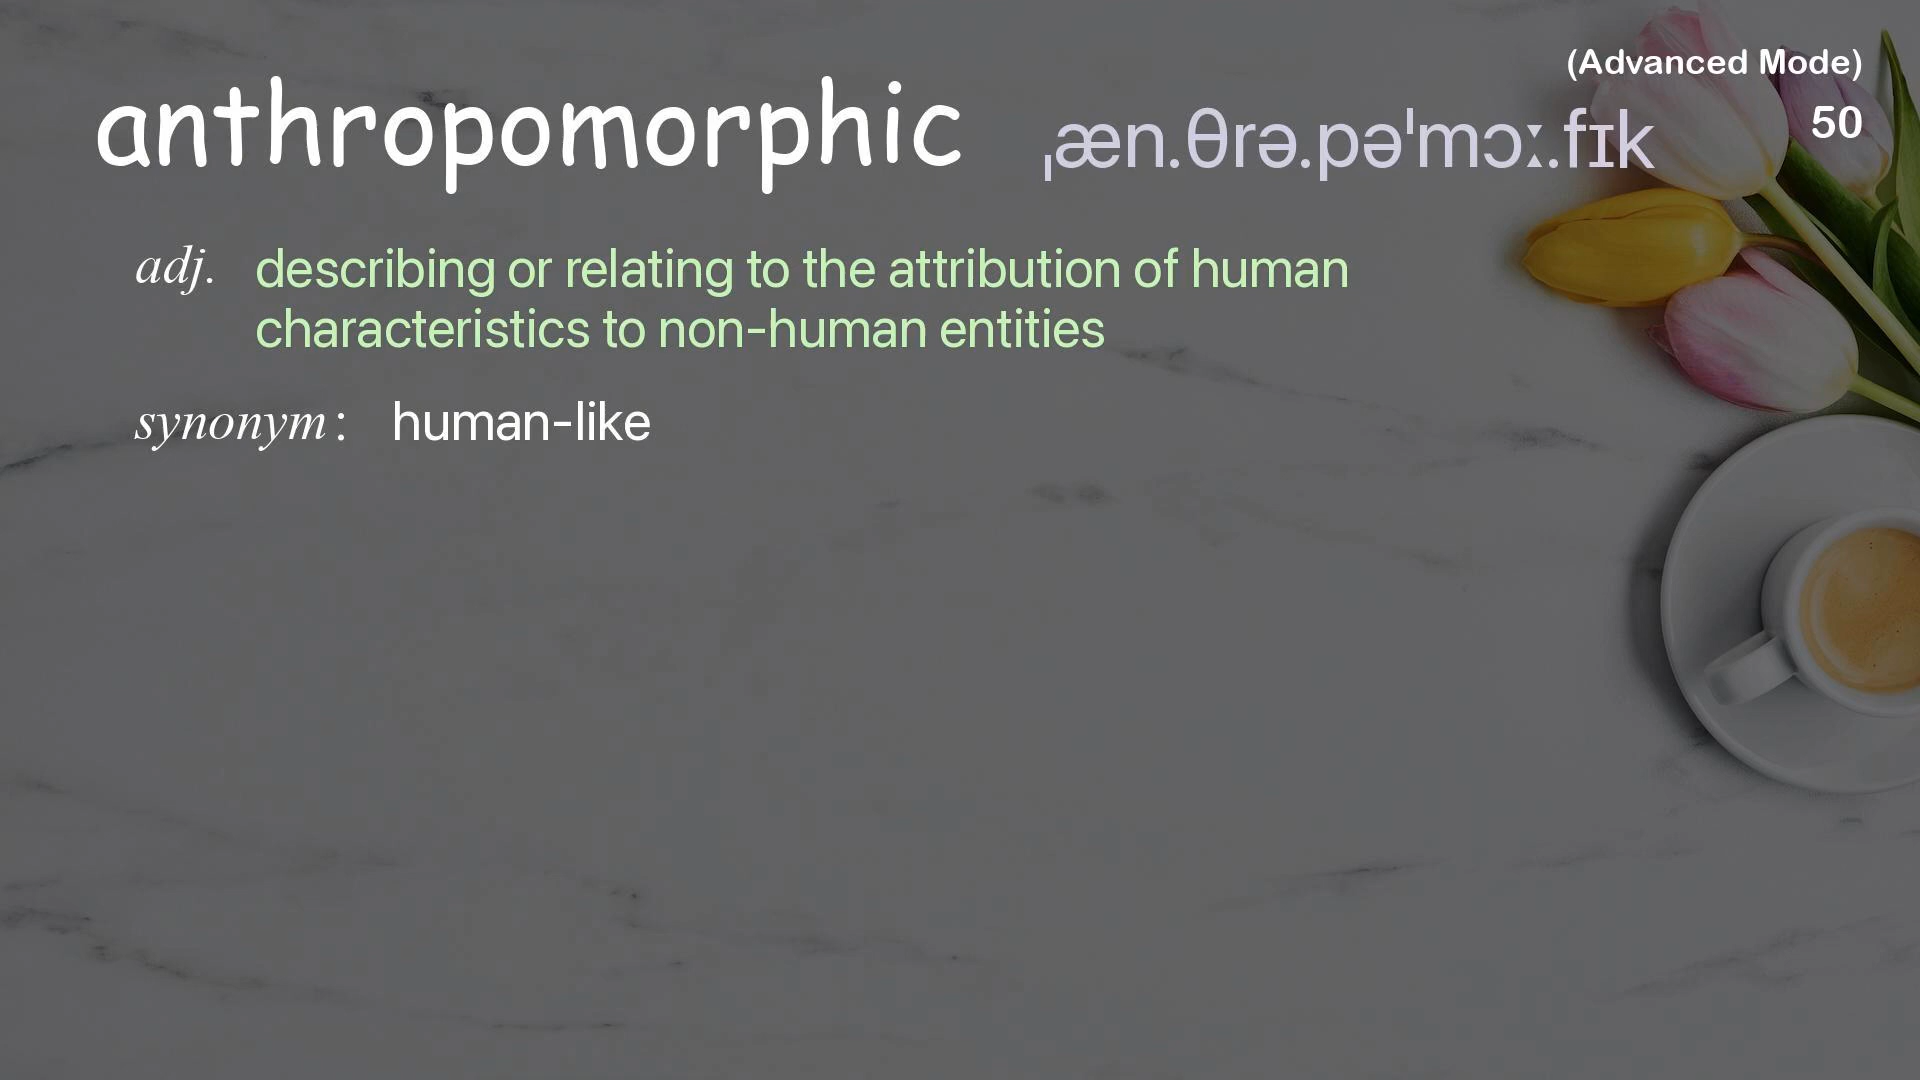 (Advanced Mode)
anthropomorphic ˌæn.θrə.pəˈmɔː.fɪk 50
adj. describing or relating to the attribution of human
characteristics to non-human entities
synonym: human-like